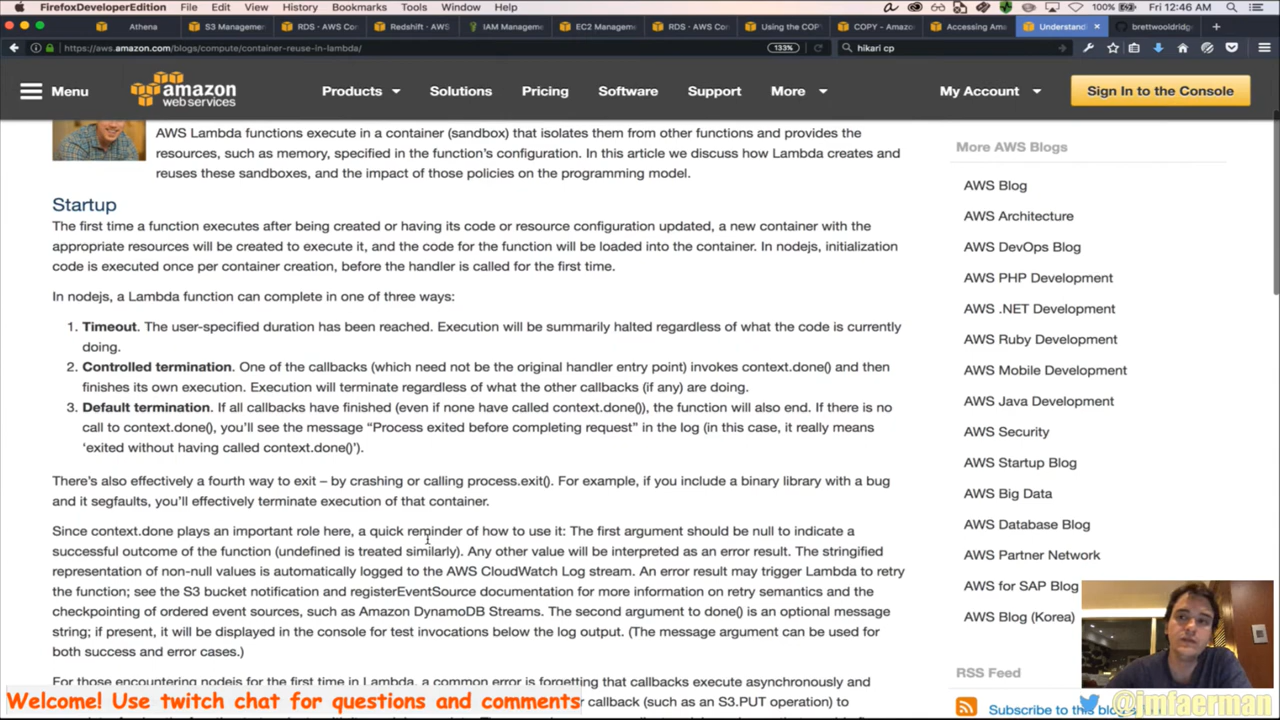 FirefoxDeveloperEdition File Edit View History Bookmarks Tools Window Help 100% Fri 12:46 AM
Athena S3 Manageme RDS · AWS Co Redshift · AWS IAM Manageme EC2 Managem RDS · AWS Con Using the COP COPY - Amazo Accessing Ama Understandi brettwooldridge
https://aws.amazon.com/blogs/compute/container-reuse-in-lambda/ 133% hikari cp
Menu amazon web services Products Solutions Pricing Software Support More My Account Sign In to the Console
AWS Lambda functions execute in a container (sandbox) that isolates them from other functions and provides the
resources, such as memory, specified in the function's configuration. In this article we discuss how Lambda creates and
reuses these sandboxes, and the impact of those policies on the programming model.
Startup
The first time a function executes after being created or having its code or resource configuration updated, a new container with the
appropriate resources will be created to execute it, and the code for the function will be loaded into the container. In nodejs, initialization
code is executed once per container creation, before the handler is called for the first time.
In nodejs, a Lambda function can complete in one of three ways:
1. Timeout. The user-specified duration has been reached. Execution will be summarily halted regardless of what the code is currently
doing.
2. Controlled termination. One of the callbacks (which need not be the original handler entry point) invokes context.done() and then
finishes its own execution. Execution will terminate regardless of what the other callbacks (if any) are doing.
3. Default termination. If all callbacks have finished (even if none have called context.done()), the function will also end. If there is no
call to context.done(), you'll see the message “Process exited before completing request” in the log (in this case, it really means
‘exited without having called context.done()’).
There's also effectively a fourth way to exit – by crashing or calling process.exit(). For example, if you include a binary library with a bug
and it segfaults, you'll effectively terminate execution of that container.
Since context.done plays an important role here, a quick reminder of how to use it: The first argument should be null to indicate a
successful outcome of the function (undefined is treated similarly). Any other value will be interpreted as an error result. The stringified
representation of non-null values is automatically logged to the AWS CloudWatch Log stream. An error result may trigger Lambda to retry
the function; see the S3 bucket notification and registerEventSource documentation for more information on retry semantics and the
checkpointing of ordered event sources, such as Amazon DynamoDB Streams. The second argument to done() is an optional message
string; if present, it will be displayed in the console for test invocations below the log output. (The message argument can be used for
both success and error cases.)
For those encountering nodejs for the first time in Lambda, a common error is forgetting that callbacks execute asynchronously and
callback (such as an S3.PUT operation) to
More AWS Blogs
AWS Blog
AWS Architecture
AWS DevOps Blog
AWS PHP Development
AWS .NET Development
AWS Ruby Development
AWS Mobile Development
AWS Java Development
AWS Security
AWS Startup Blog
AWS Big Data
AWS Database Blog
AWS Partner Network
AWS for SAP Blog
AWS Blog (Korea)
RSS Feed
Subscribe to this blog
Welcome! Use twitch chat for questions and comments
@jmfaerman